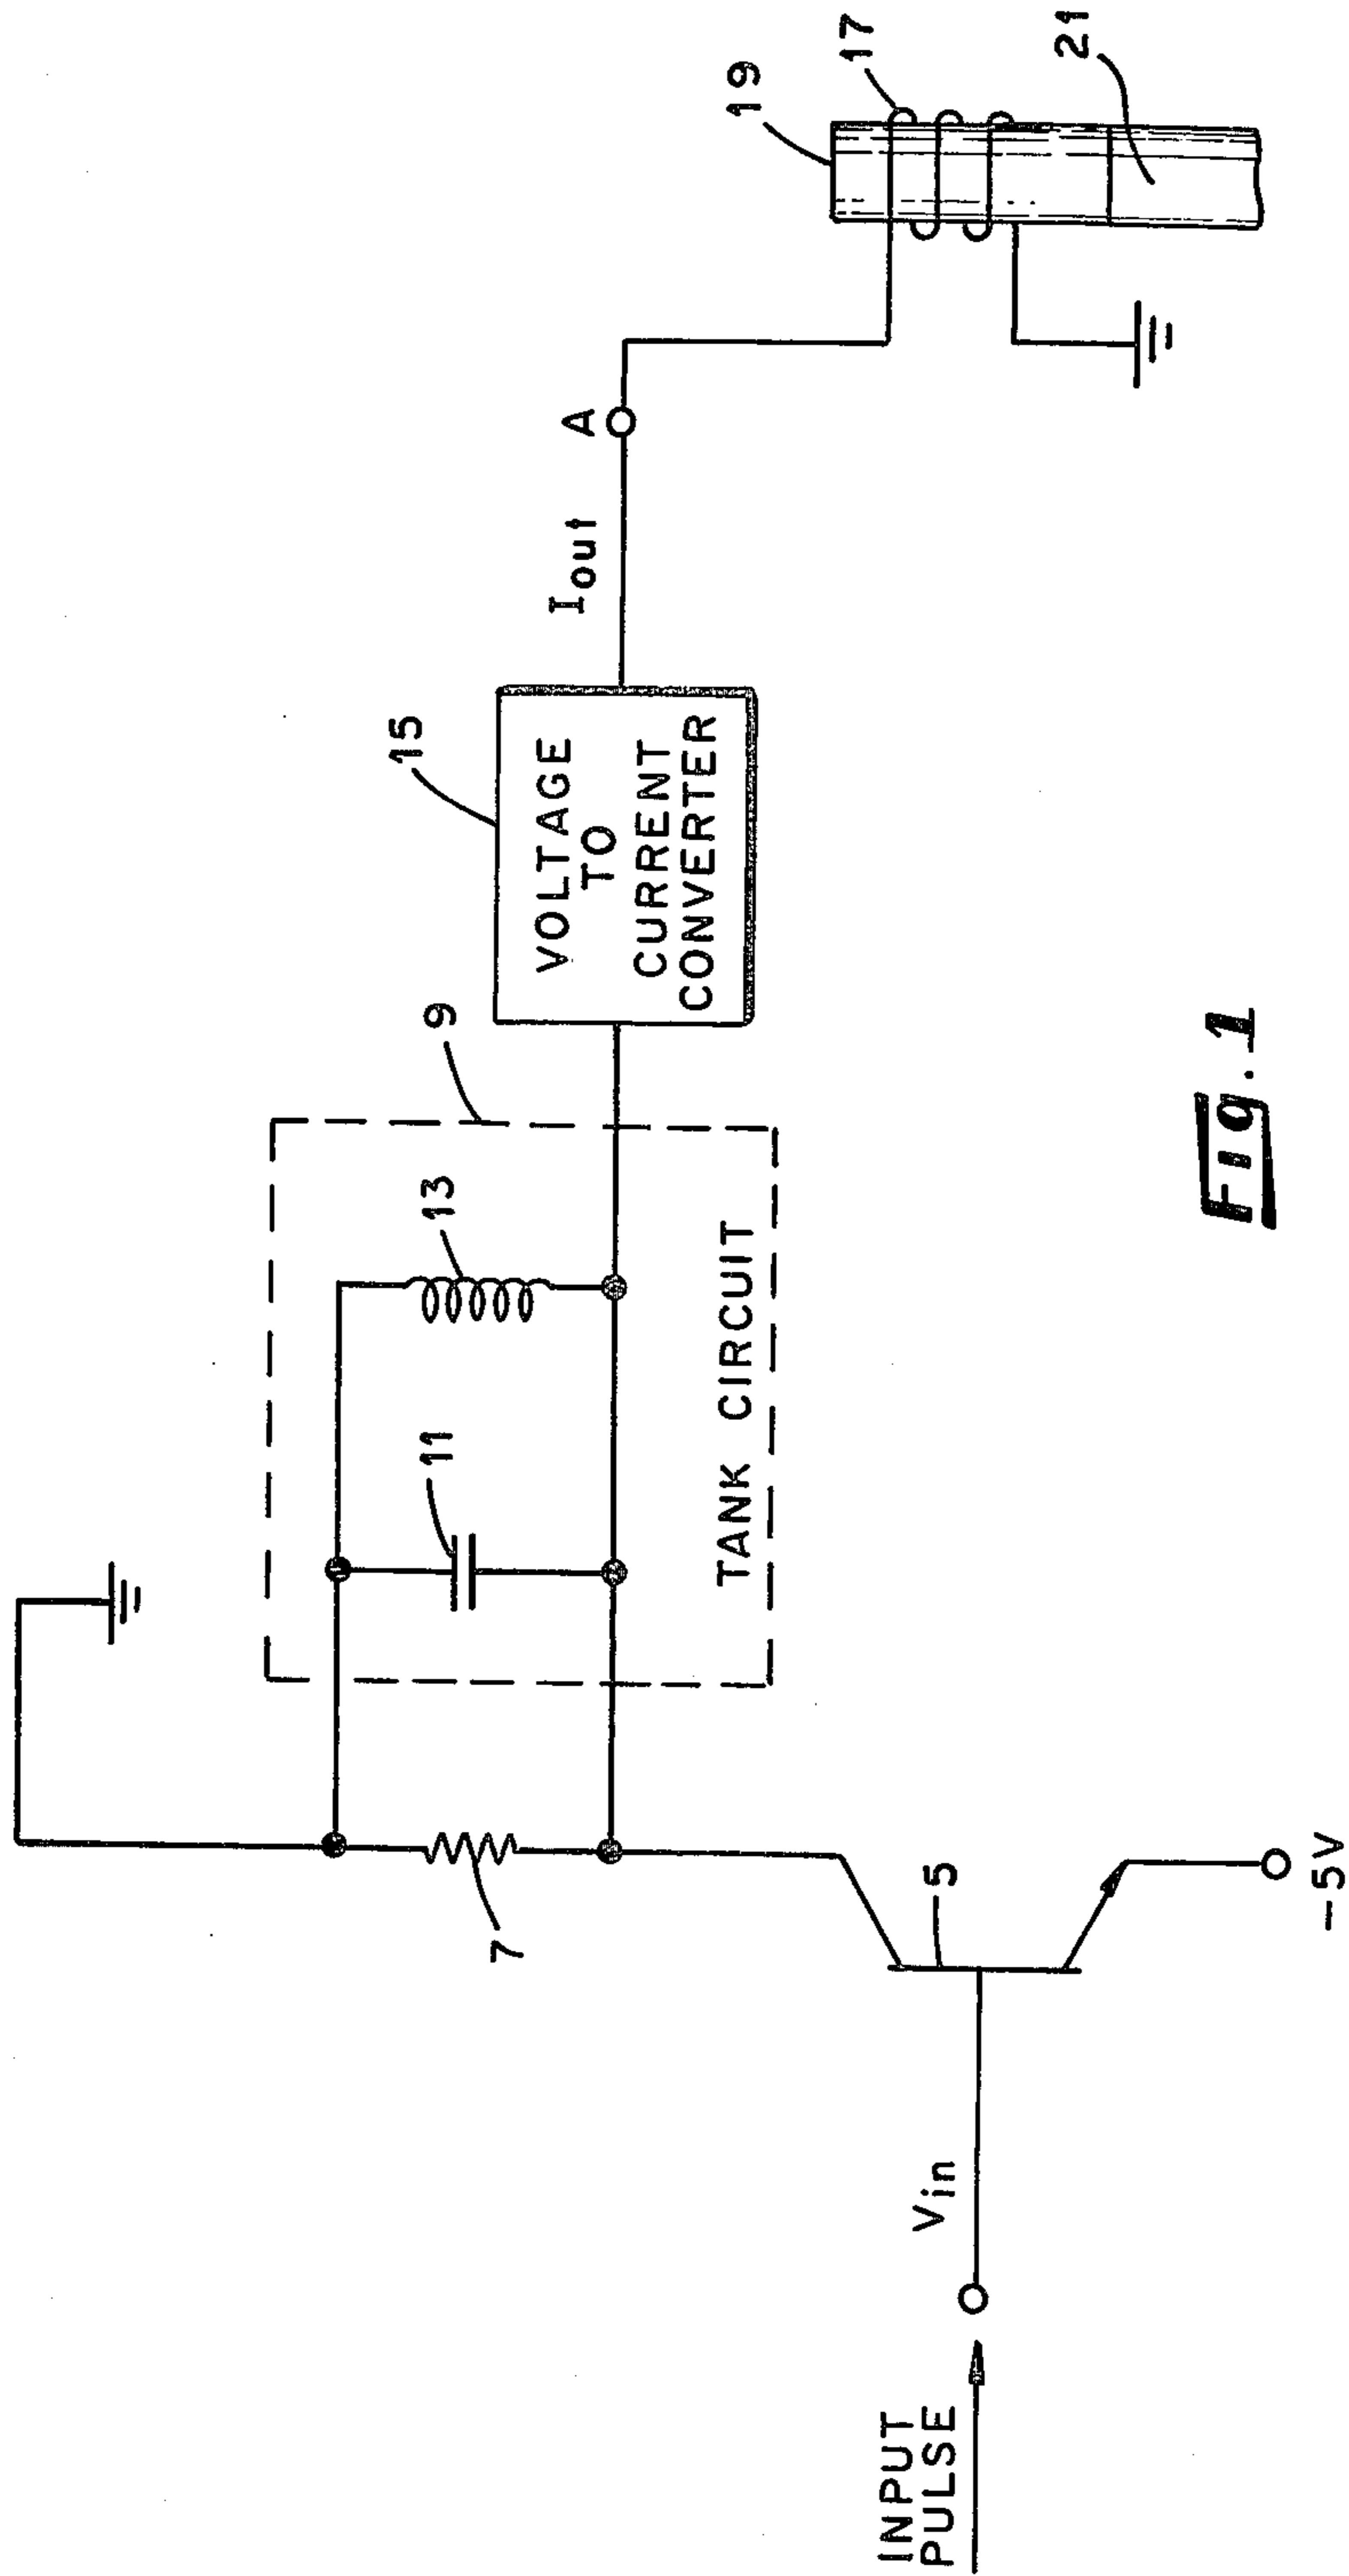 INPUT
PULSE
Vin
5
-5V
7
TANK CIRCUIT
9
11
13
15
VOLTAGE
TO
CURRENT
CONVERTER
Iout
A
19
17
21
Fig. 1